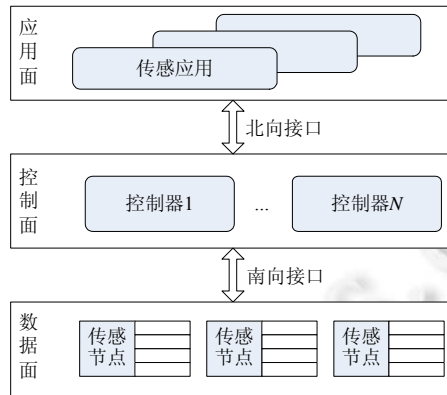 应用面
传感应用
北向接口
控制面
控制器1
...
控制器N
南向接口
数据面
传感节点
传感节点
传感节点